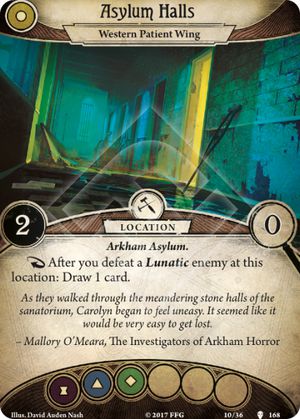 Asylum Halls
Western Patient Wing
2
LOCATION
0
Arkham Asylum.
After you defeat a Lunatic enemy at this
location: Draw 1 card.
As they walked through the meandering stone halls of the
sanatorium, Carolyn began to feel uneasy. It seemed like it
would be very easy to get lost.
– Mallory O'Meara, The Investigators of Arkham Horror
Illus. David Auden Nash
© 2017 FFG
10/36
168